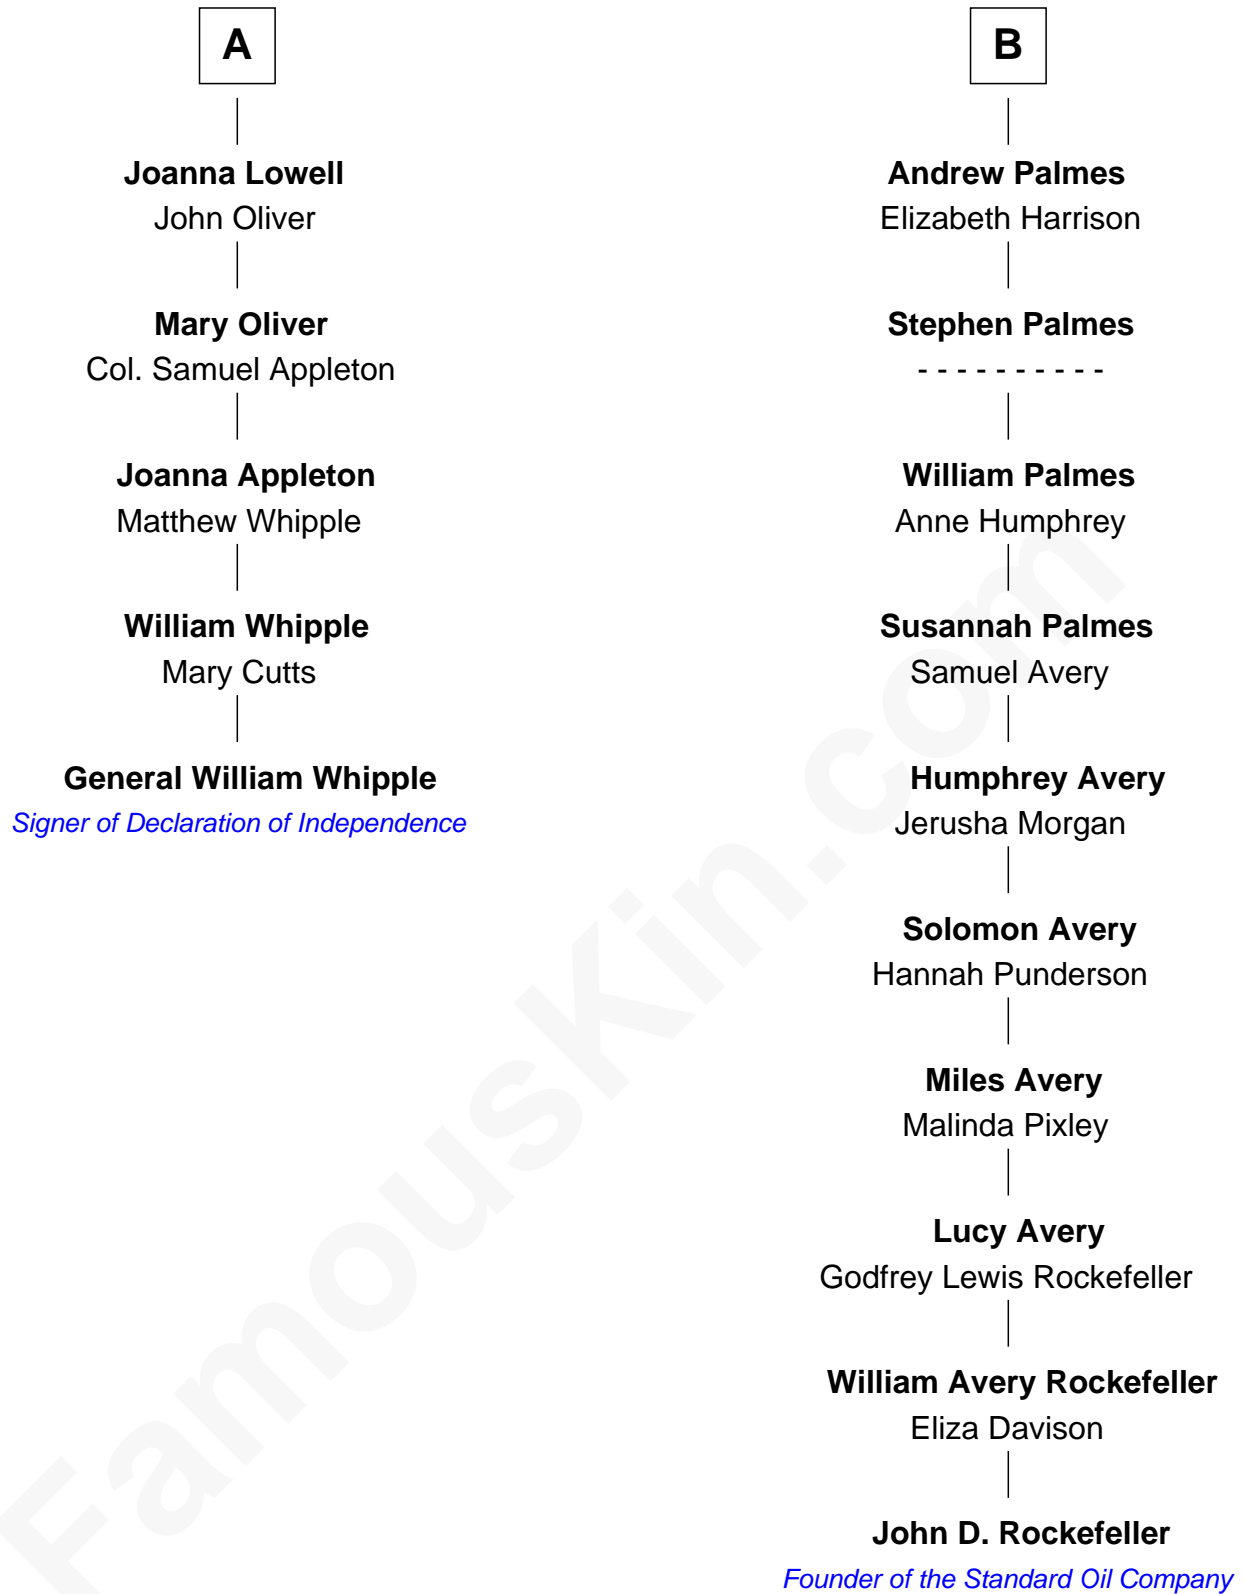 A
Joanna Lowell
John Oliver
Mary Oliver
Col. Samuel Appleton
Joanna Appleton
Matthew Whipple
William Whipple
Mary Cutts
General William Whipple
Signer of Declaration of Independence
B
Andrew Palmes
Elizabeth Harrison
Stephen Palmes
- - - - - - - - - -
William Palmes
Anne Humphrey
Susannah Palmes
Samuel Avery
Humphrey Avery
Jerusha Morgan
Solomon Avery
Hannah Punderson
Miles Avery
Malinda Pixley
Lucy Avery
Godfrey Lewis Rockefeller
William Avery Rockefeller
Eliza Davison
John D. Rockefeller
Founder of the Standard Oil Company
FamousKin.com